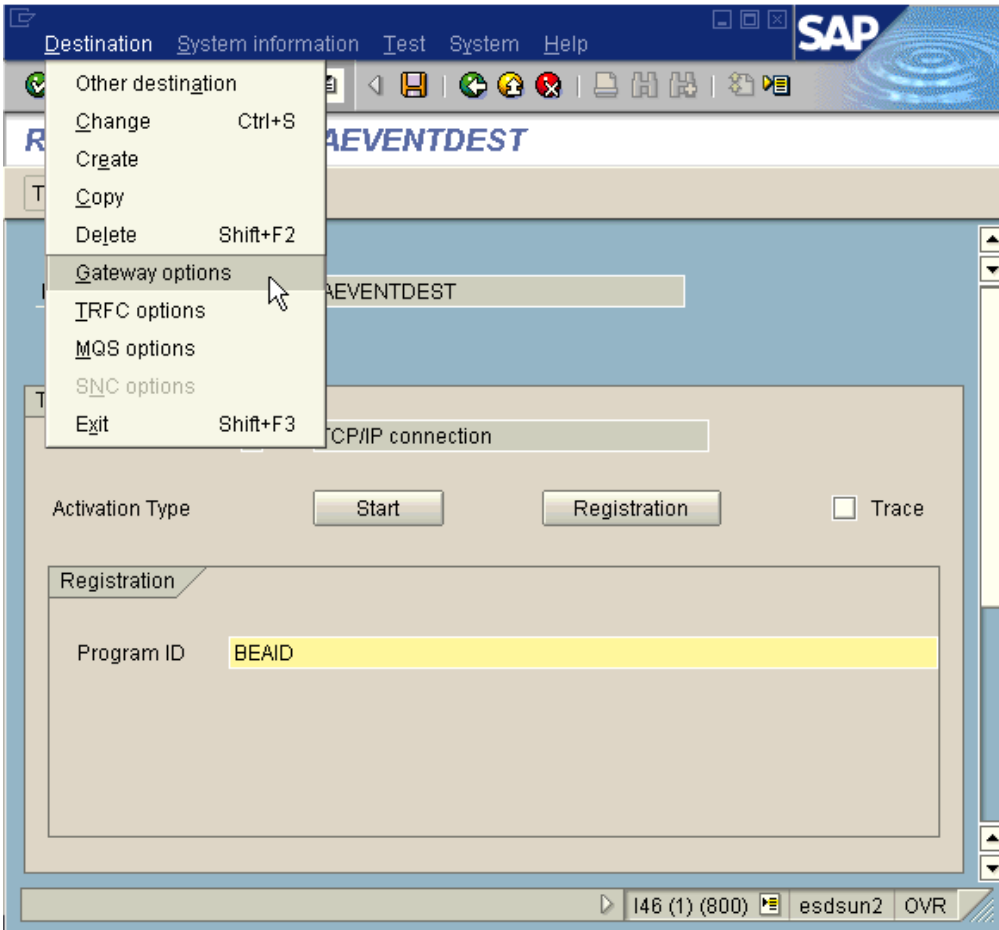 SAP
Destination System information Test System Help
Other destination
Change Ctrl+S
Create
Copy
Delete Shift+F2
Gateway options
TRFC options
MQS options
SNC options
Exit Shift+F3
R AEVENTDEST
T
AEVENTDEST
T
TCP/IP connection
Activation Type Start Registration Trace
Registration
Program ID BEAID
I46 (1) (800) esdsun2 OVR